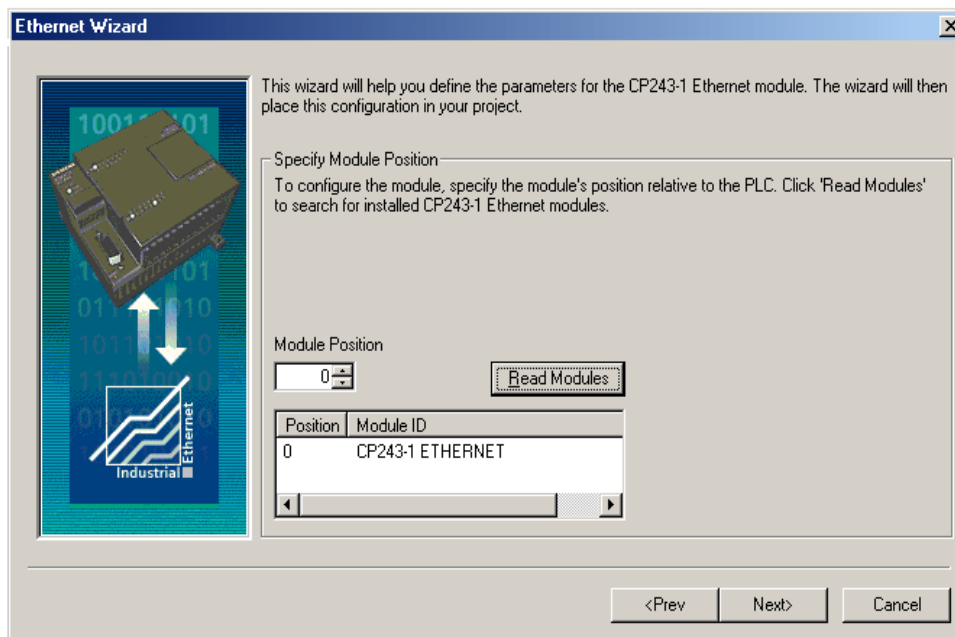 Ethernet Wizard
This wizard will help you define the parameters for the CP243-1 Ethernet module. The wizard will then
place this configuration in your project.
Specify Module Position
To configure the module, specify the module's position relative to the PLC. Click 'Read Modules'
to search for installed CP243-1 Ethernet modules.
Module Position
0
Read Modules
Position Module ID
0 CP243-1 ETHERNET
Industrial
Ethernet
<Prev Next> Cancel